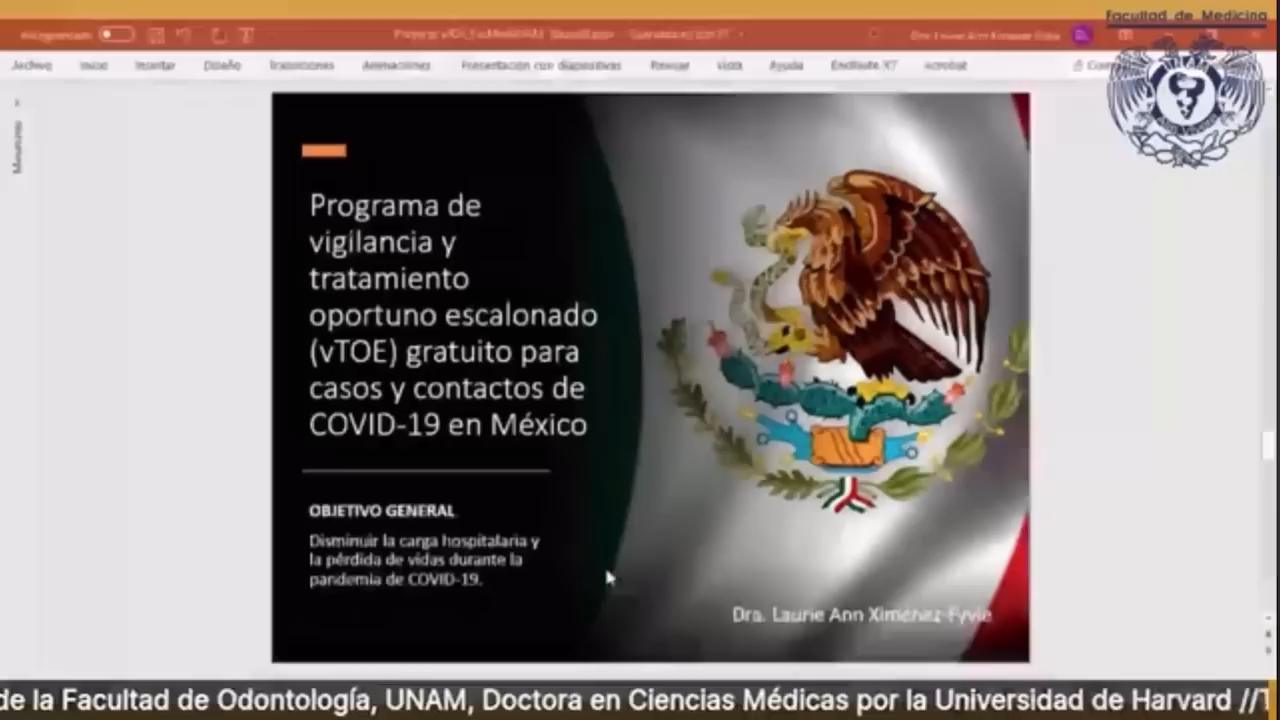 Facultad de Medicina
Archivo Inicio Insertar Diseño Transiciones Animaciones Presentación con diapositivas Revisar Vista Ayuda EndNote X7 Acrobat
Programa de
vigilancia y
tratamiento
oportuno escalonado
(vTOE) gratuito para
casos y contactos de
COVID-19 en México
OBJETIVO GENERAL
Disminuir la carga hospitalaria y
la pérdida de vidas durante la
pandemia de COVID-19.
Dra. Laurie Ann Ximénez-Fyvie
de la Facultad de Odontología, UNAM, Doctora en Ciencias Médicas por la Universidad de Harvard //